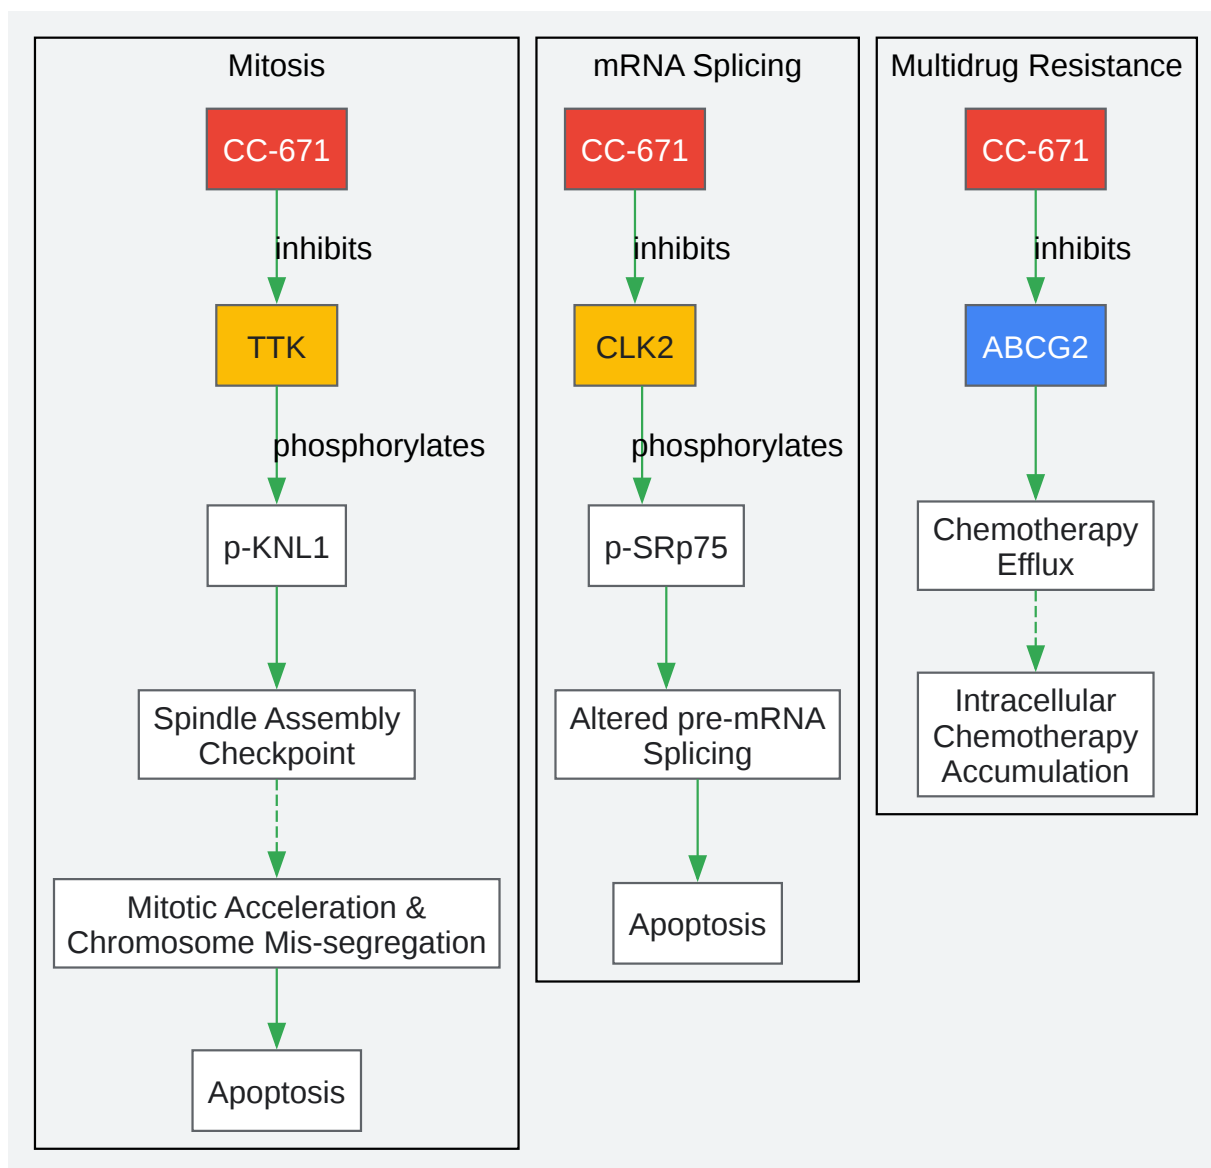 Mitosis
CC-671
inhibits
TTK
phosphorylates
p-KNL1
Spindle Assembly
Checkpoint
Mitotic Acceleration &
Chromosome Mis-segregation
Apoptosis
mRNA Splicing
CC-671
inhibits
CLK2
phosphorylates
p-SRp75
Altered pre-mRNA
Splicing
Apoptosis
Multidrug Resistance
CC-671
inhibits
ABCG2
Chemotherapy
Efflux
Intracellular
Chemotherapy
Accumulation